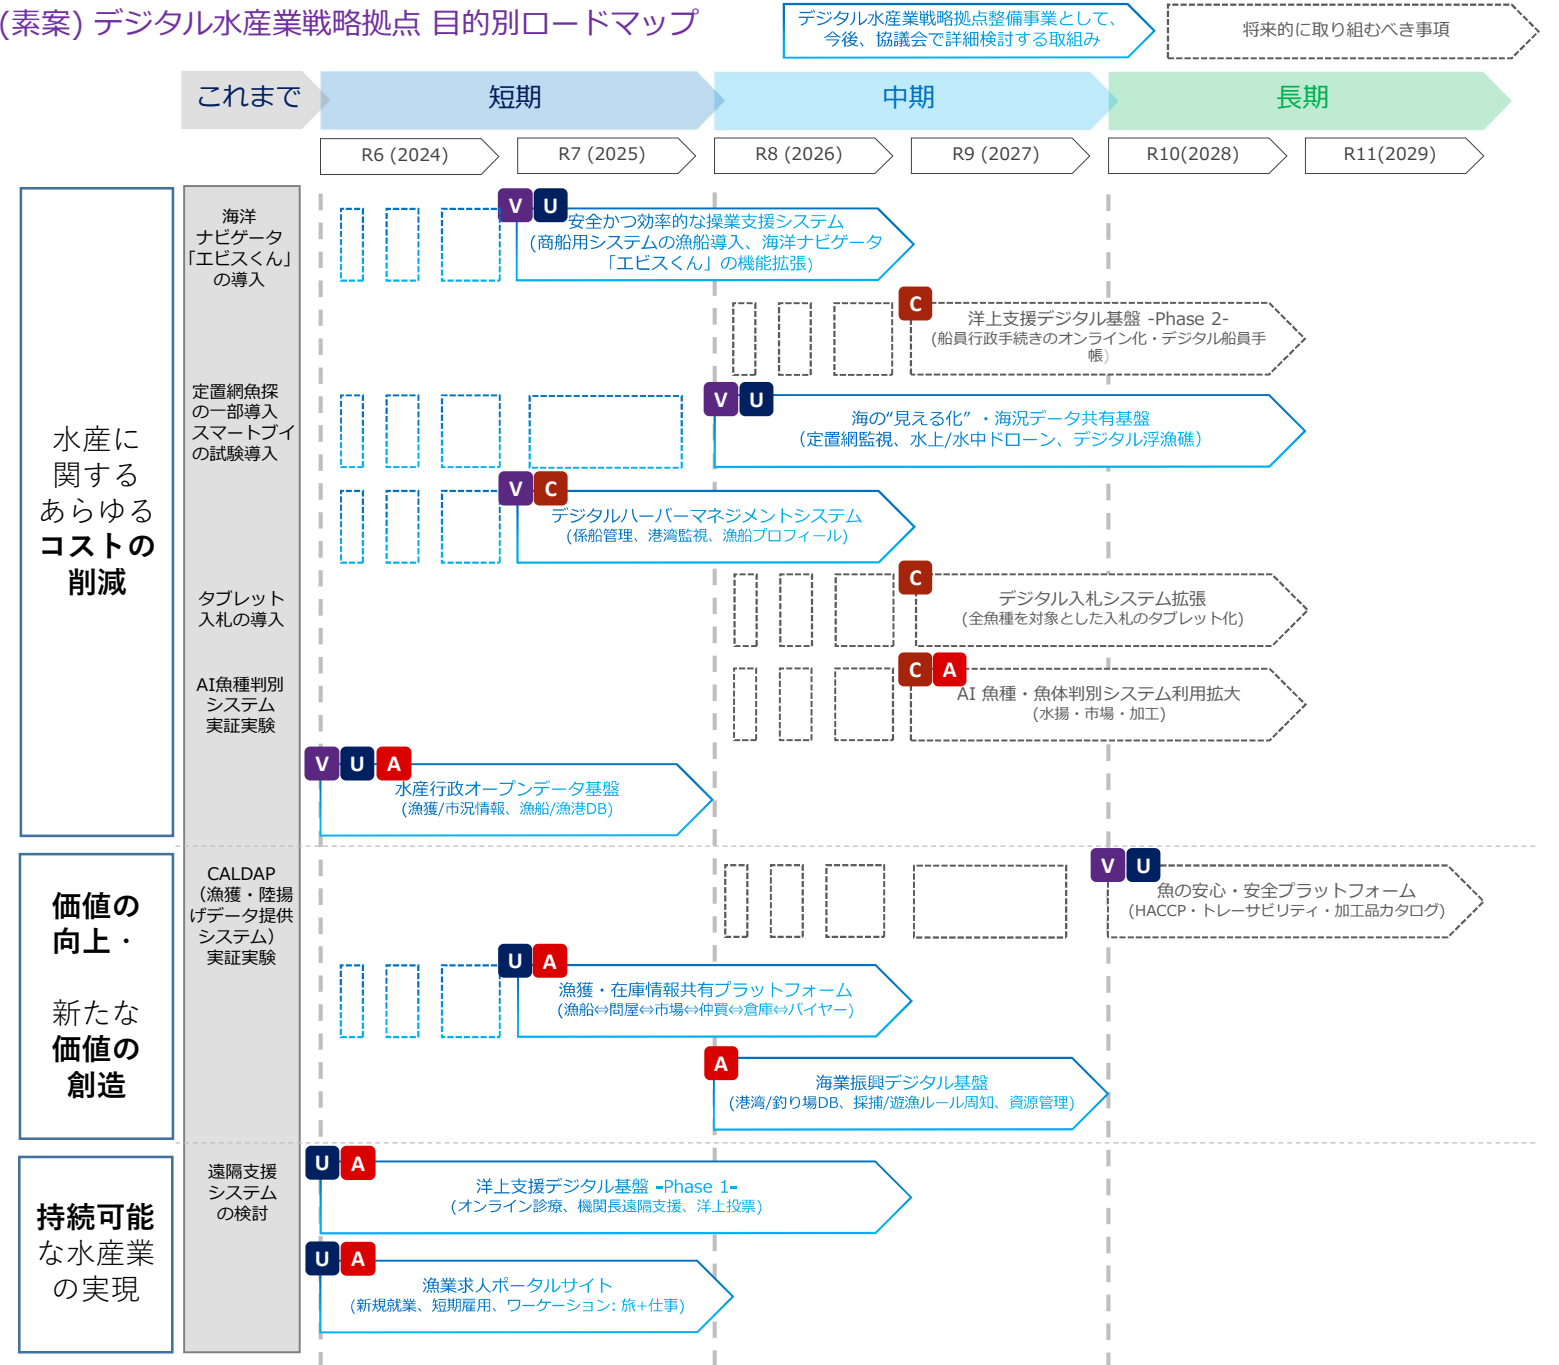 (素案) デジタル水産業戦略拠点 目的別ロードマップ
デジタル水産業戦略拠点整備事業として、
今後、協議会で詳細検討する取組み
将来的に取り組むべき事項
これまで
短期
中期
長期
R6 (2024)
R7 (2025)
R8 (2026)
R9 (2027)
R10(2028)
R11(2029)
水産に
関する
あらゆる
コストの
削減
海洋
ナビゲータ
「エビスくん」
の導入
V U
安全かつ効率的な操業支援システム
(商船用システムの漁船導入、海洋ナビゲータ
「エビスくん」の機能拡張)
C
洋上支援デジタル基盤 -Phase 2-
(船員行政手続きのオンライン化・デジタル船員手
帳)
定置網魚探
の一部導入
スマートブイ
の試験導入
V U
海の“見える化” ・海況データ共有基盤
（定置網監視、水上/水中ドローン、デジタル浮漁礁）
V C
デジタルハーバーマネジメントシステム
(係船管理、港湾監視、漁船プロフィール)
タブレット
入札の導入
C
デジタル入札システム拡張
(全魚種を対象とした入札のタブレット化)
AI魚種判別
システム
実証実験
C A
AI 魚種・魚体判別システム利用拡大
(水揚・市場・加工)
V U A
水産行政オープンデータ基盤
(漁獲/市況情報、漁船/漁港DB)
価値の
向上・
新たな
価値の
創造
CALDAP
（漁獲・陸揚
げデータ提供
システム）
実証実験
V U
魚の安心・安全プラットフォーム
(HACCP・トレーサビリティ・加工品カタログ)
U A
漁獲・在庫情報共有プラットフォーム
(漁船⇔問屋⇔市場⇔仲買⇔倉庫⇔バイヤー)
A
海業振興デジタル基盤
(港湾/釣り場DB、採捕/遊漁ルール周知、資源管理)
持続可能
な水産業
の実現
遠隔支援
システム
の検討
U A
洋上支援デジタル基盤 -Phase 1-
(オンライン診療、機関長遠隔支援、洋上投票)
U A
漁業求人ポータルサイト
(新規就業、短期雇用、ワーケーション: 旅+仕事)